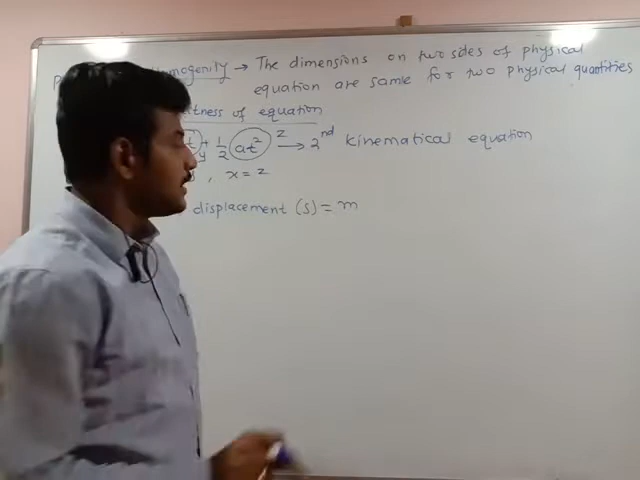 P mogenity → The dimensions on two sides of physical
equation are same for two physical quantities
tness of equation
t + 1/2 at² → 2nd kinematical equation
y z
, x = z
displacement (s) = m